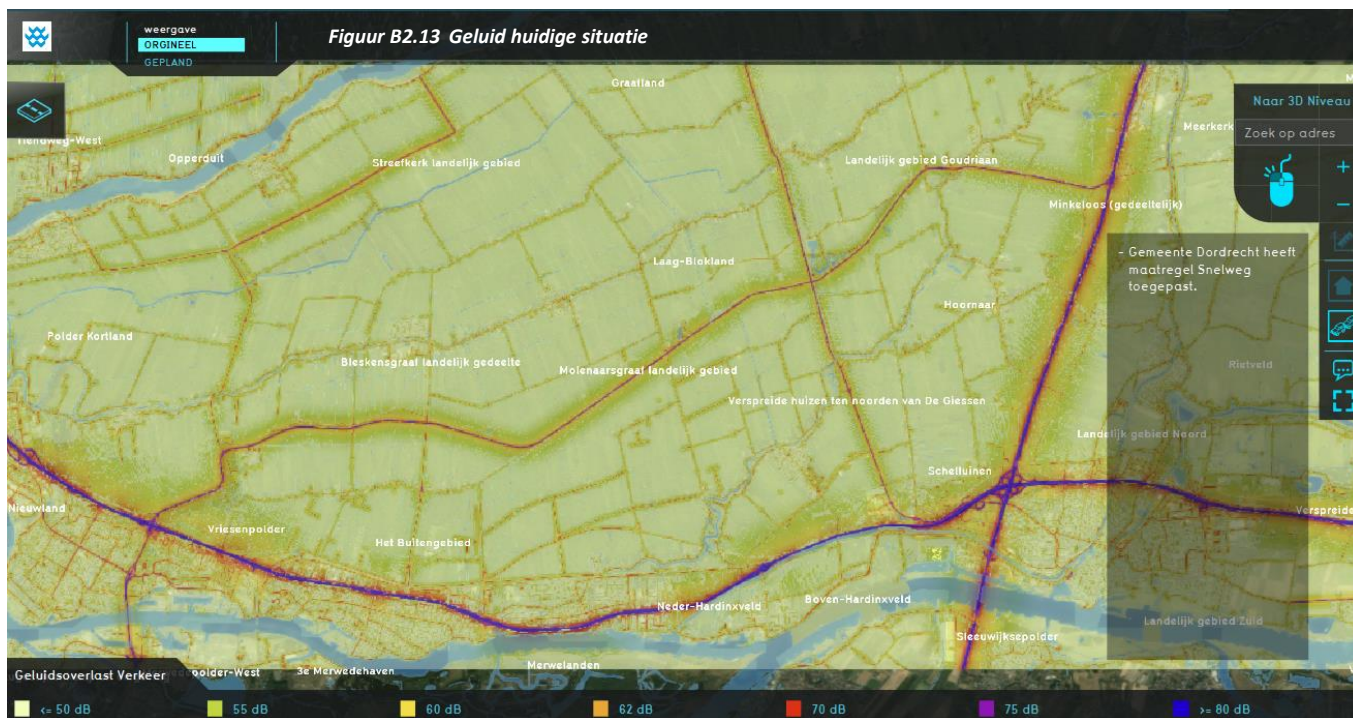 weergave
ORGINEEL
GEPLAND
Figuur B2.13 Geluid huidige situatie
Graafland
Naar 3D Niveau
Zoek op adres
Meerkerk
Opperduit
Streefkerk landelijk gebied
Landelijk gebied Goudriaan
Minkeloos (gedeeltelijk)
+
–
– Gemeente Dordrecht heeft
maatregel Snelweg
toegepast.
Laag-Blokland
Hoornaar
Polder Kortland
Bleskensgraaf landelijk gedeelte
Molenaarsgraaf landelijk gebied
Rietveld
Verspreide huizen ten noorden van De Giessen
Landelijk gebied Noord
Schelluinen
Nieuwland
Verspreide
Vriesenpolder
Het Buitengebied
Neder-Hardinxveld
Boven-Hardinxveld
Landelijk gebied Zuid
Sleeuwijksepolder
Merwelanden
3e Merwedehaven
polder-West
Geluidsoverlast Verkeer
<= 50 dB
55 dB
60 dB
62 dB
70 dB
75 dB
>= 80 dB